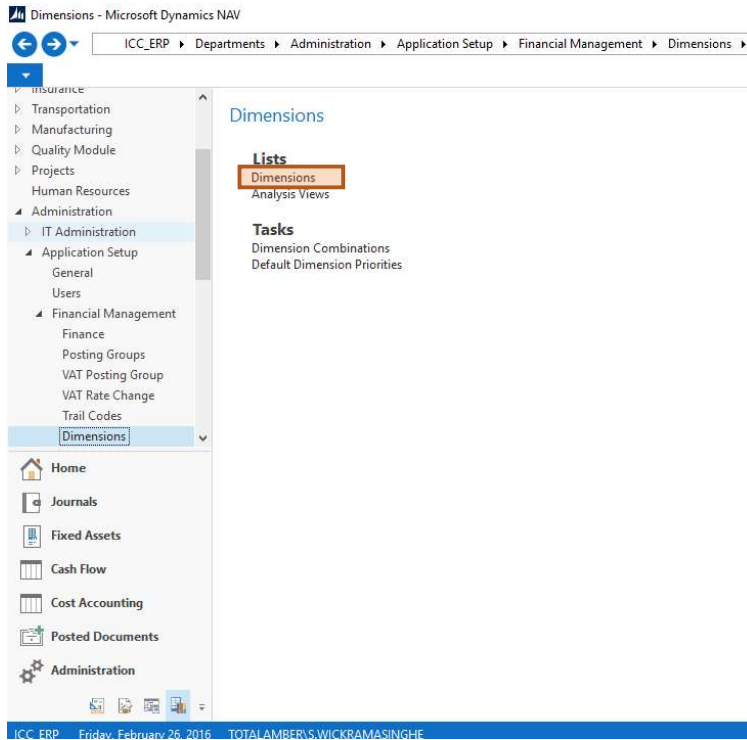 Dimensions - Microsoft Dynamics NAV
ICC_ERP Departments Administration Application Setup Financial Management Dimensions
Insurance
Transportation
Manufacturing
Quality Module
Projects
Human Resources
Administration
IT Administration
Application Setup
General
Users
Financial Management
Finance
Posting Groups
VAT Posting Group
VAT Rate Change
Trail Codes
Dimensions
Home
Journals
Fixed Assets
Cash Flow
Cost Accounting
Posted Documents
Administration
Dimensions
Lists
Dimensions
Analysis Views
Tasks
Dimension Combinations
Default Dimension Priorities
ICC_ERP Friday, February 26, 2016 TOTALAMBER\S.WICKRAMASINGHE